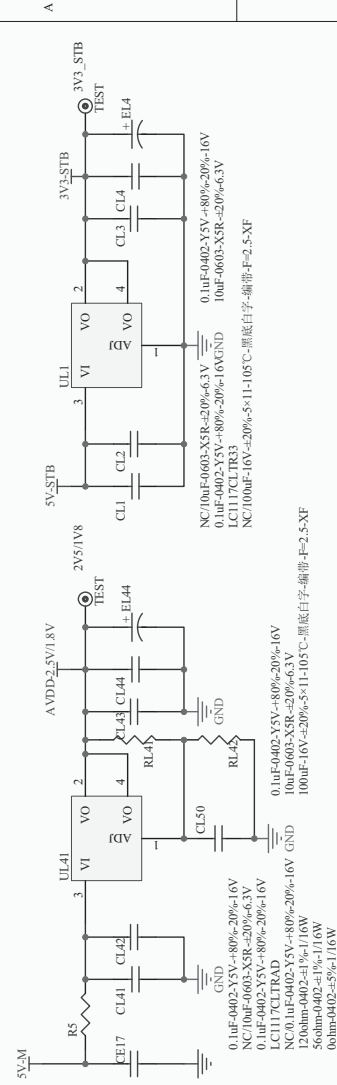 A
5V-STB
UL1
3
VI
VO
2
ADJ
VO
4
1
CL1
CL2
3V3-STB
3V3_STB
TEST
CL3
CL4
+ EL4
GND
NC/10uF-0603-X5R-±20%-6.3V
0.1uF-0402-Y5V-+80%-20%-16V
LC1117CLTR33
NC/100uF-16V-±20%-5×11-105℃-黑底白字-编带-F=2.5-XF
0.1uF-0402-Y5V-+80%-20%-16V
10uF-0603-X5R-±20%-6.3V
5V-M
R5
CE17
CL41
CL42
GND
UL41
3
VI
VO
2
ADJ
VO
4
1
AVDD-2.5V/1.8V
2V5/1V8
TEST
CL43
CL44
+ EL44
GND
RL41
RL42
CL50
GND
0.1uF-0402-Y5V-+80%-20%-16V
NC/10uF-0603-X5R-±20%-6.3V
0.1uF-0402-Y5V-+80%-20%-16V
LC1117CLTRAD
NC/0.1uF-0402-Y5V-+80%-20%-16V
120ohm-0402-±1%-1/16W
56ohm-0402-±1%-1/16W
0ohm-0402-±5%-1/16W
0.1uF-0402-Y5V-+80%-20%-16V
10uF-0603-X5R-±20%-6.3V
100uF-16V-±20%-5×11-105℃-黑底白字-编带-F=2.5-XF